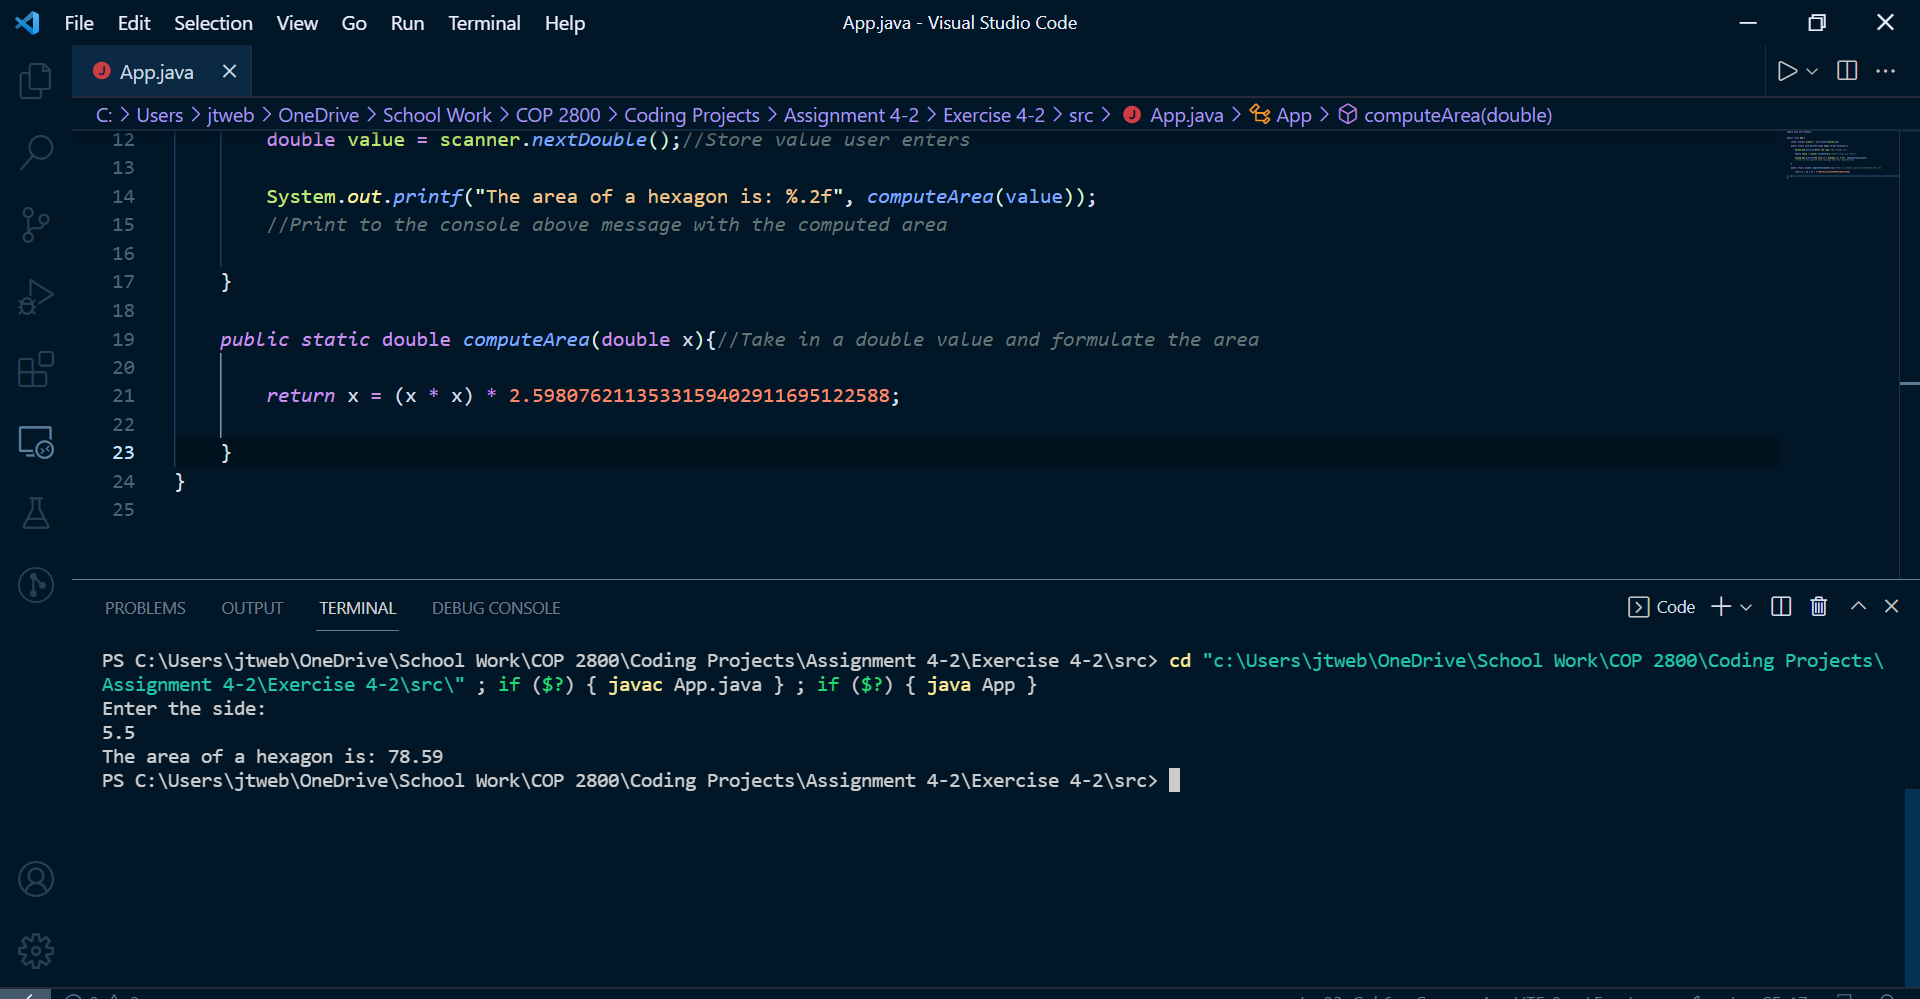 File Edit Selection View Go Run Terminal Help App.java - Visual Studio Code
App.java
C: > Users > jtweb > OneDrive > School Work > COP 2800 > Coding Projects > Assignment 4-2 > Exercise 4-2 > src > App.java > App > computeArea(double)
12 double value = scanner.nextDouble();//Store value user enters
13
14 System.out.printf("The area of a hexagon is: %.2f", computeArea(value));
15 //Print to the console above message with the computed area
16
17 }
18
19 public static double computeArea(double x){//Take in a double value and formulate the area
20
21 return x = (x * x) * 2.5980762113533159402911695122588;
22
23 }
24 }
25
PROBLEMS OUTPUT TERMINAL DEBUG CONSOLE Code
PS C:\Users\jtweb\OneDrive\School Work\COP 2800\Coding Projects\Assignment 4-2\Exercise 4-2\src> cd "c:\Users\jtweb\OneDrive\School Work\COP 2800\Coding Projects\
Assignment 4-2\Exercise 4-2\src\" ; if ($?) { javac App.java } ; if ($?) { java App }
Enter the side:
5.5
The area of a hexagon is: 78.59
PS C:\Users\jtweb\OneDrive\School Work\COP 2800\Coding Projects\Assignment 4-2\Exercise 4-2\src>